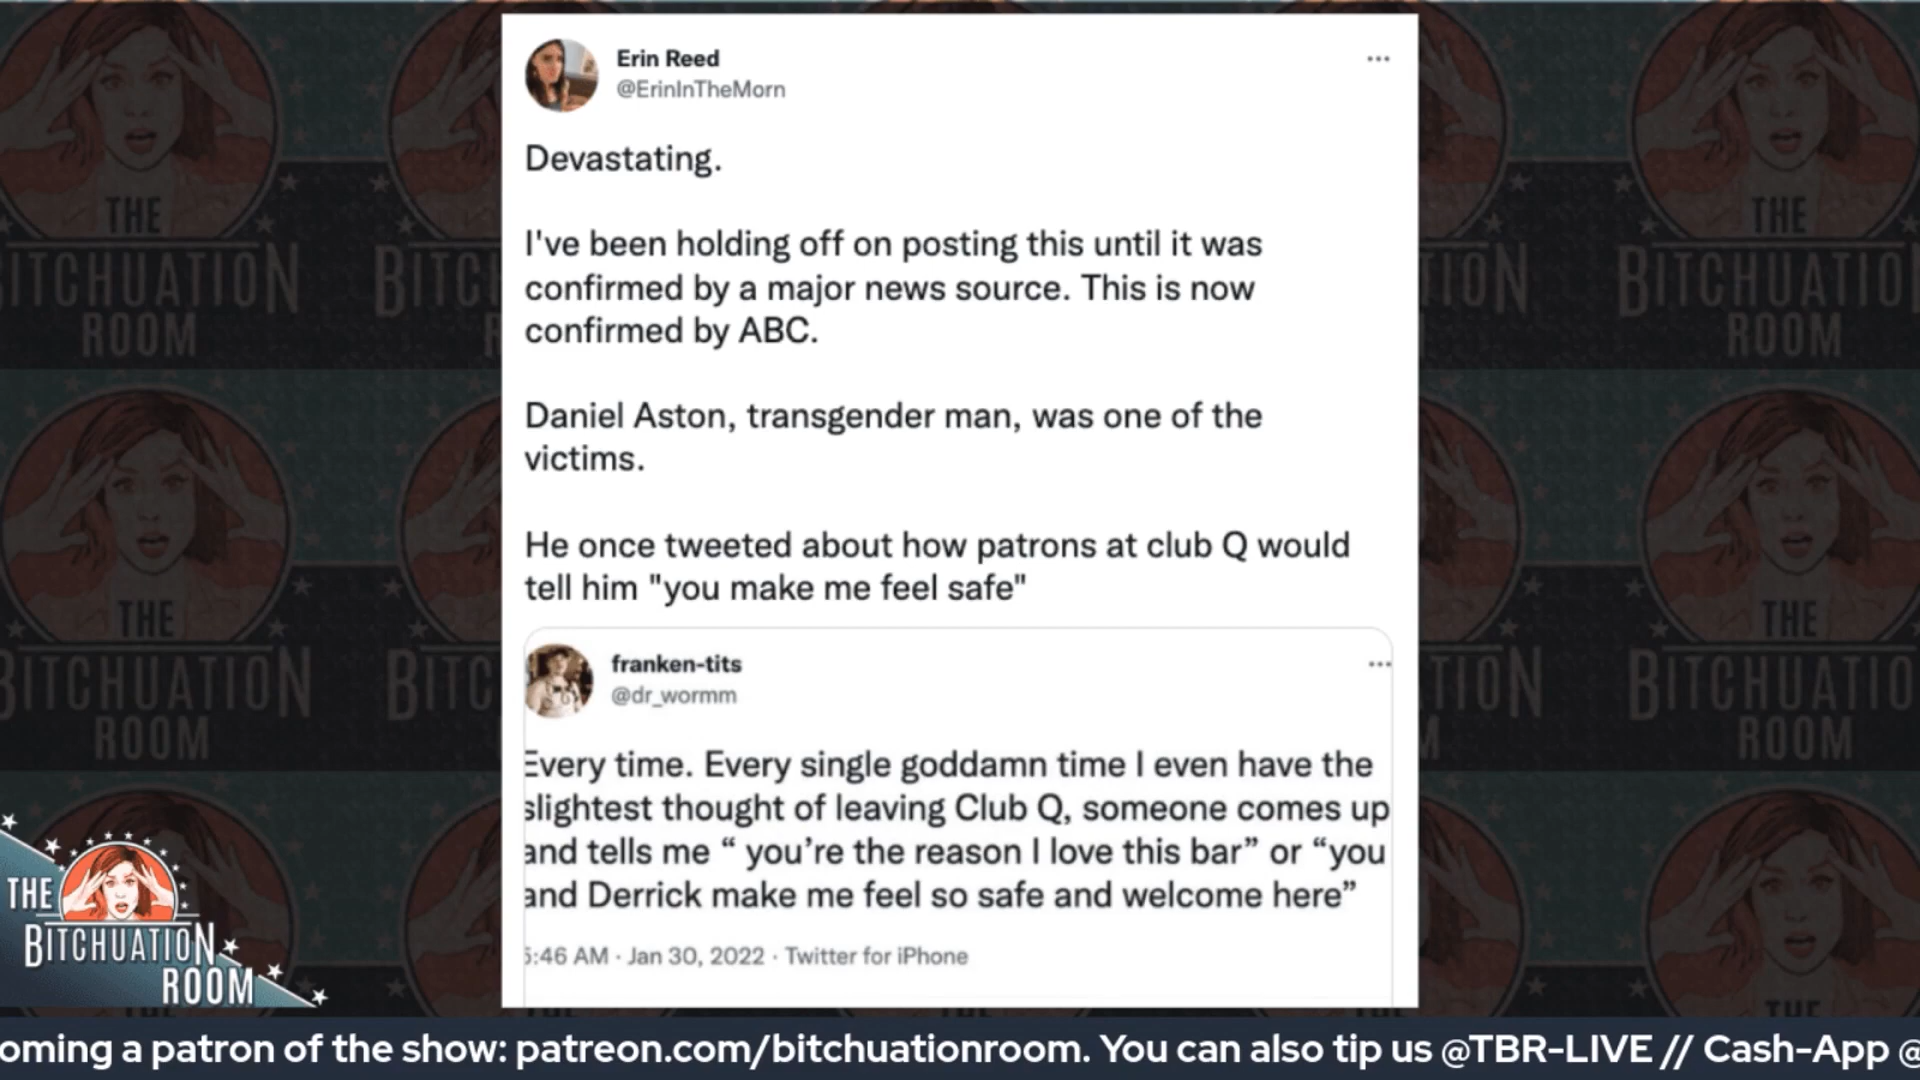 Erin Reed
@ErinInTheMorn
Devastating.
I've been holding off on posting this until it was
confirmed by a major news source. This is now
confirmed by ABC.
Daniel Aston, transgender man, was one of the
victims.
He once tweeted about how patrons at club Q would
tell him "you make me feel safe"
franken-tits
@dr_wormm
Every time. Every single goddamn time I even have the
slightest thought of leaving Club Q, someone comes up
and tells me “ you’re the reason I love this bar” or “you
and Derrick make me feel so safe and welcome here”
5:46 AM · Jan 30, 2022 · Twitter for iPhone
THE
BITCHUATION
ROOM
oming a patron of the show: patreon.com/bitchuationroom. You can also tip us @TBR-LIVE // Cash-App @